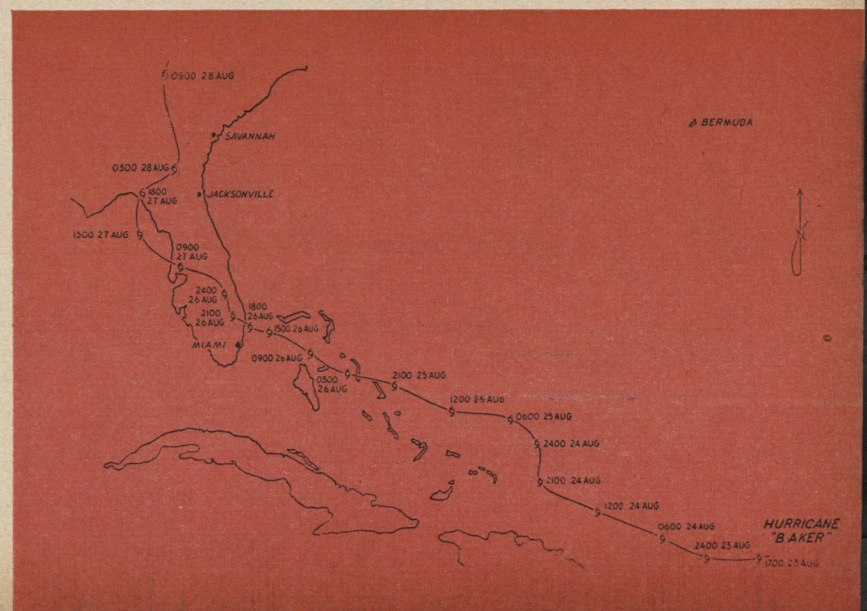 0900 28 AUG
SAVANNAH
BERMUDA
0300 28 AUG
1800
27 AUG
JACKSONVILLE
1500 27 AUG
0900
27 AUG
2400
26 AUG
2100
26 AUG
1800
26 AUG
1500 26 AUG
MIAMI
0900 26 AUG
0300
26 AUG
2100 25 AUG
1200 25 AUG
0600 25 AUG
2400 24 AUG
2100 24 AUG
1200 24 AUG
0600 24 AUG
2400 23 AUG
1700 23 AUG
HURRICANE
"BAKER"